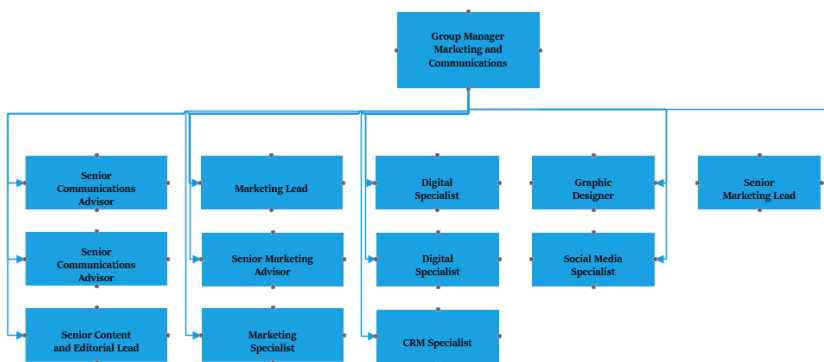 Group Manager
Marketing and
Communications
Senior
Communications
Advisor
Marketing Lead
Digital
Specialist
Graphic
Designer
Senior
Marketing Lead
Senior
Communications
Advisor
Senior Marketing
Advisor
Digital
Specialist
Social Media
Specialist
Senior Content
and Editorial Lead
Marketing
Specialist
CRM Specialist